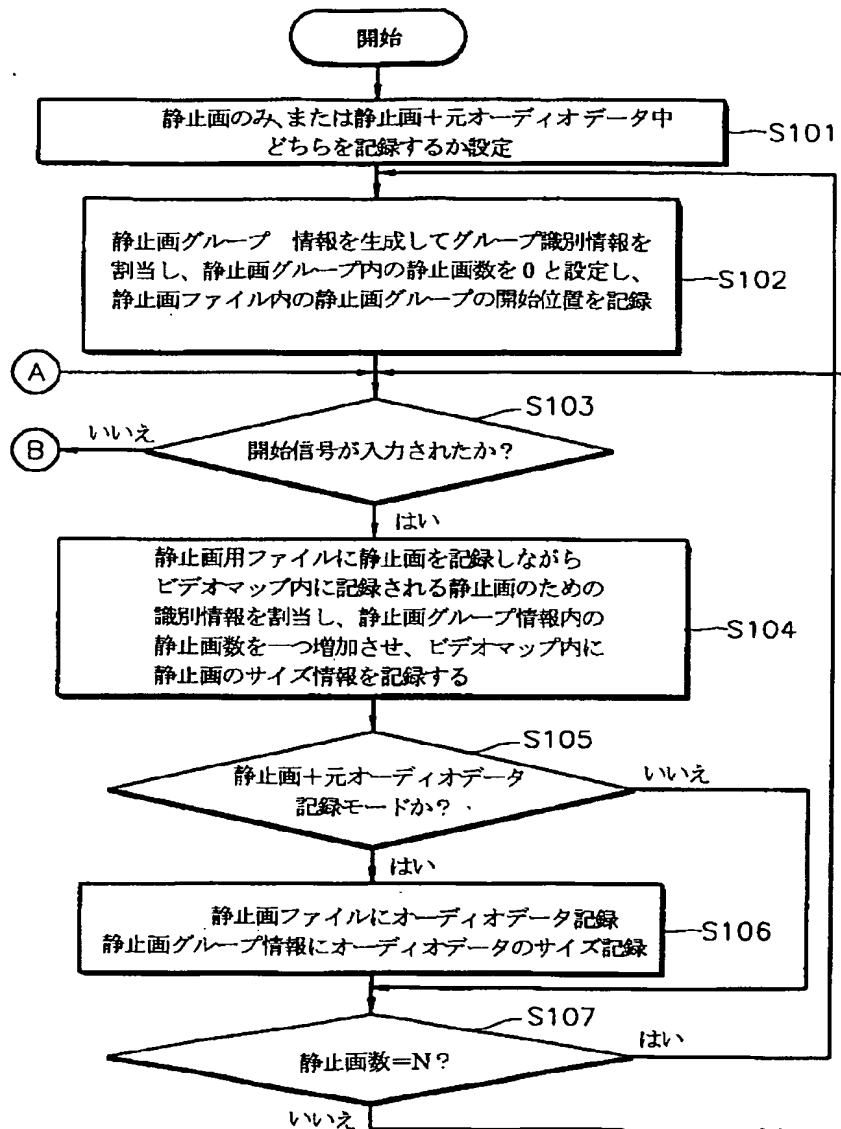 開始
静止画のみ、または静止画+元オーディオデータ中
どちらを記録するか設定
S101
静止画グループ 情報を生成してグループ識別情報を
割当し、静止画グループ内の静止画数を0と設定し、
静止画ファイル内の静止画グループの開始位置を記録
S102
A
S103
B
いいえ
開始信号が入力されたか?
はい
静止画用ファイルに静止画を記録しながら
ビデオマップ内に記録される静止画のための
識別情報を割当し、静止画グループ情報内の
静止画数を一つ増加させ、ビデオマップ内に
静止画のサイズ情報を記録する
S104
S105
静止画+元オーディオデータ
記録モードか?
いいえ
はい
静止画ファイルにオーディオデータ記録
静止画グループ情報にオーディオデータのサイズ記録
S106
S107
静止画数=N?
はい
いいえ